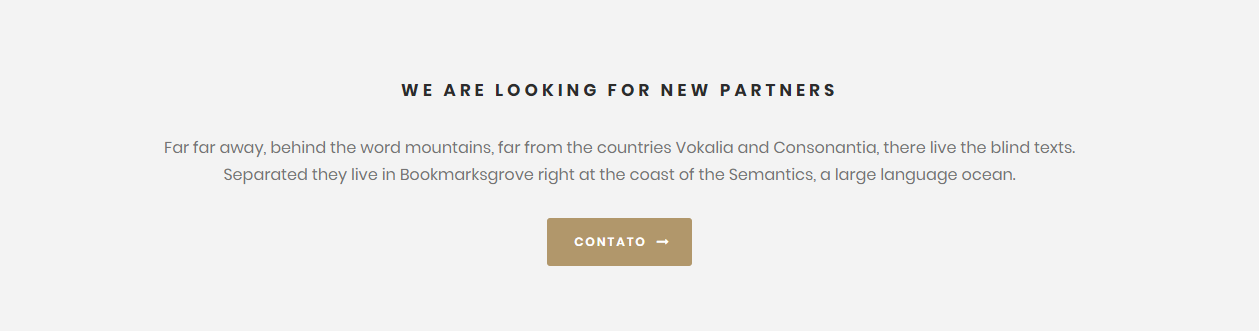 WE ARE LOOKING FOR NEW PARTNERS
Far far away, behind the word mountains, far from the countries Vokalia and Consonantia, there live the blind texts.
Separated they live in Bookmarksgrove right at the coast of the Semantics, a large language ocean.
CONTATO →